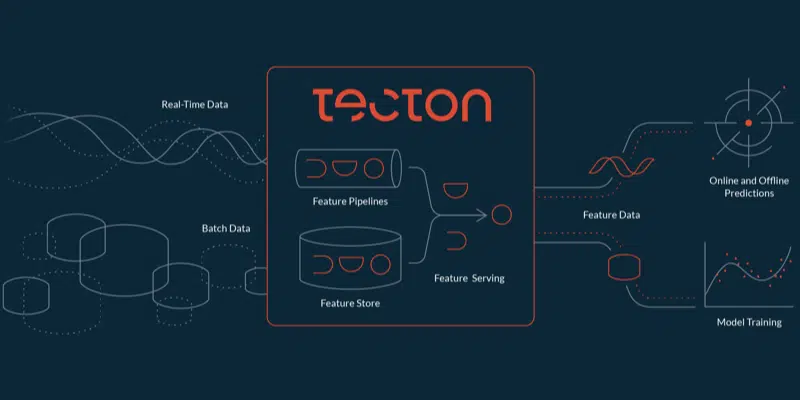 tecton
Real-Time Data
Feature Pipelines
Batch Data
Feature Store
Feature Serving
Feature Data
Online and Offline
Predictions
Model Training